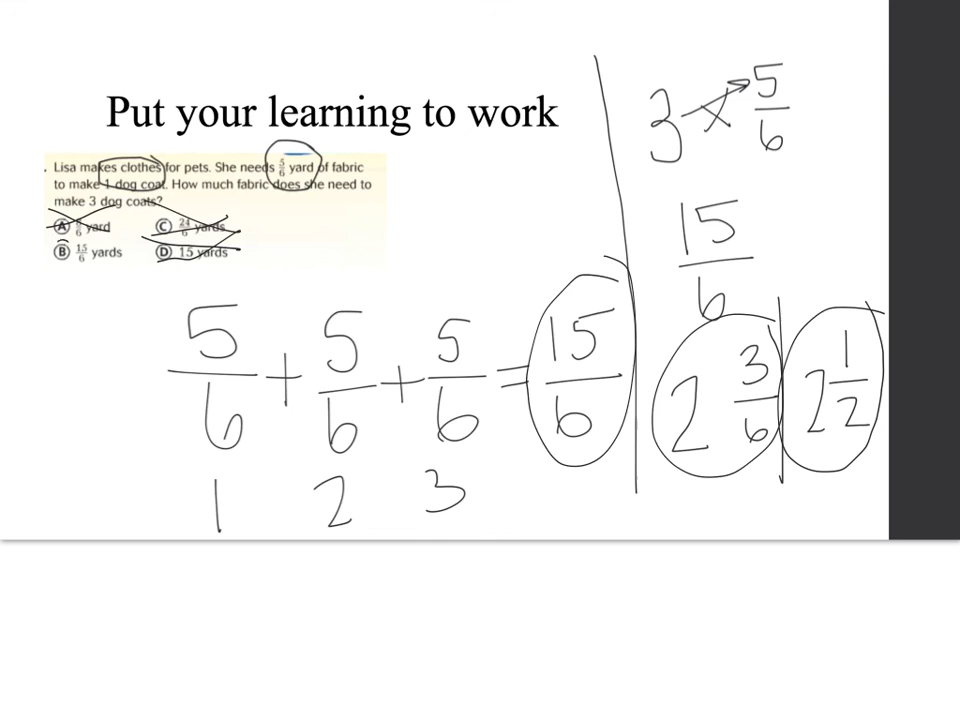 Put your learning to work
. Lisa makes clothes for pets. She needs 5/6 yard of fabric
to make 1 dog coat. How much fabric does she need to
make 3 dog coats?
A yard
C 24/6 yards
B 15/6 yards
D 15 yards
5/6 + 5/6 + 5/6 = 15/6
1 2 3
3 × 5/6
15/6
2 3/6
2 1/2